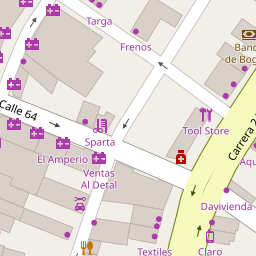 Targa
Frenos
Banc
de Bog
Calle 64
Tool Store
Sparta
Carrera 2
El Amperio
Ventas
Al Detal
Aqu
Davivienda
Textiles
Claro